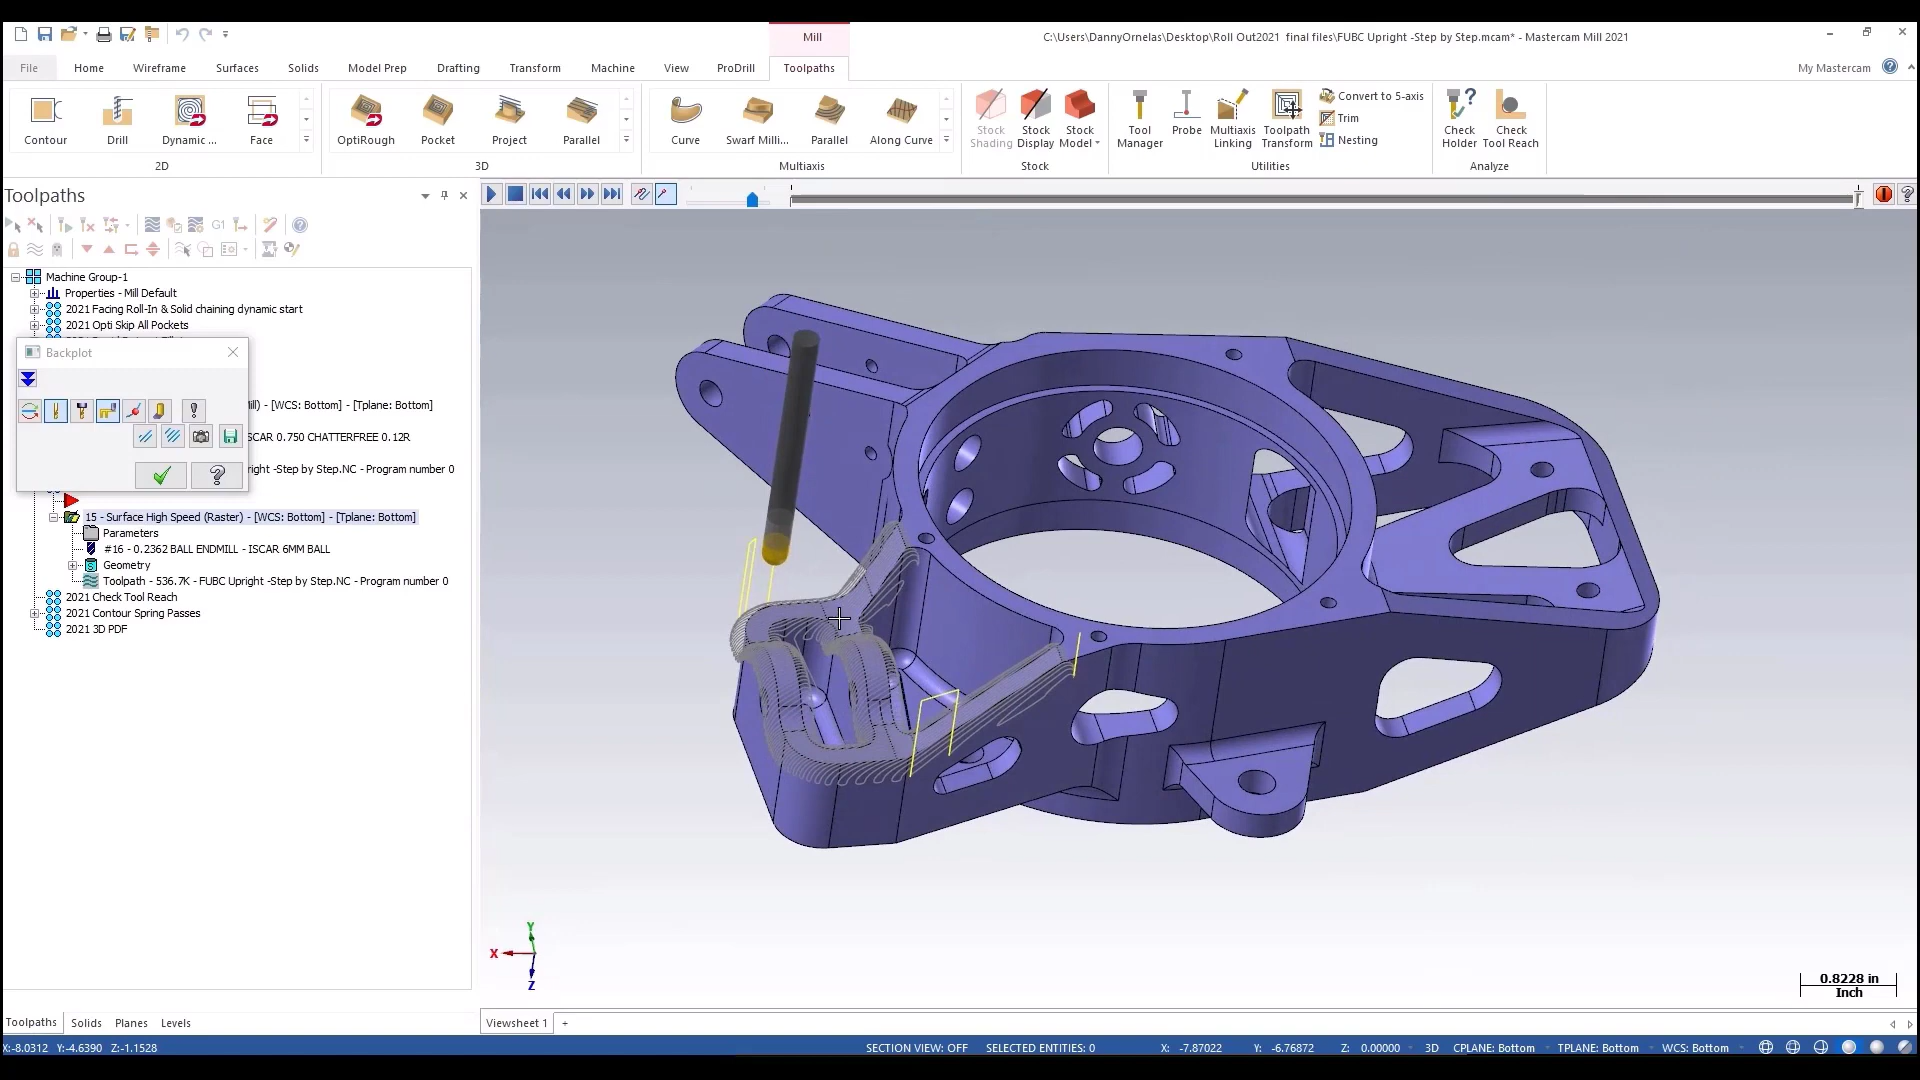 Mill
C:\Users\DannyOrnelas\Desktop\Roll Out2021 final files\FUBC Upright -Step by Step.mcam* - Mastercam Mill 2021
File Home Wireframe Surfaces Solids Model Prep Drafting Transform Machine View ProDrill Toolpaths My Mastercam
Contour Drill Dynamic ... Face
2D
OptiRough Pocket Project Parallel
3D
Curve Swarf Milli... Parallel Along Curve
Multiaxis
Stock Shading
Stock Display
Stock Model
Stock
Tool Manager
Probe
Multiaxis Linking
Toolpath Transform
Convert to 5-axis
Trim
Nesting
Utilities
Check Holder
Check Tool Reach
Analyze
Toolpaths
G1
Machine Group-1
Properties - Mill Default
2021 Facing Roll-In & Solid chaining dynamic start
2021 Opti Skip All Pockets
Backplot
- [WCS: Bottom] - [Tplane: Bottom]
SCAR 0.750 CHATTERFREE 0.12R
right -Step by Step.NC - Program number 0
15 - Surface High Speed (Raster) - [WCS: Bottom] - [Tplane: Bottom]
Parameters
#16 - 0.2362 BALL ENDMILL - ISCAR 6MM BALL
Geometry
Toolpath - 536.7K - FUBC Upright -Step by Step.NC - Program number 0
2021 Check Tool Reach
2021 Contour Spring Passes
2021 3D PDF
Y
X
Z
0.8228 in
Inch
Toolpaths Solids Planes Levels
Viewsheet 1 +
X:-8.0312 Y:-4.6390 Z:-1.1528
SECTION VIEW: OFF SELECTED ENTITIES: 0 X: -7.87022 Y: -6.76872 Z: 0.00000 3D CPLANE: Bottom TPLANE: Bottom WCS: Bottom